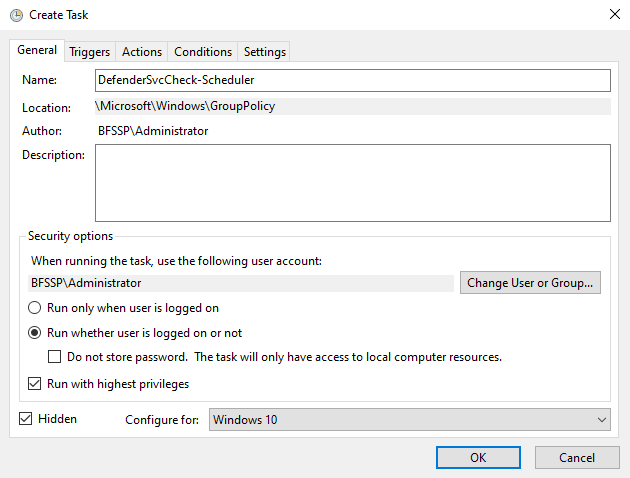 Create Task
General Triggers Actions Conditions Settings
Name: DefenderSvcCheck-Scheduler
Location: \Microsoft\Windows\GroupPolicy
Author: BFSSP\Administrator
Description:
Security options
When running the task, use the following user account:
BFSSP\Administrator Change User or Group...
Run only when user is logged on
Run whether user is logged on or not
Do not store password. The task will only have access to local computer resources.
Run with highest privileges
Hidden Configure for: Windows 10
OK Cancel